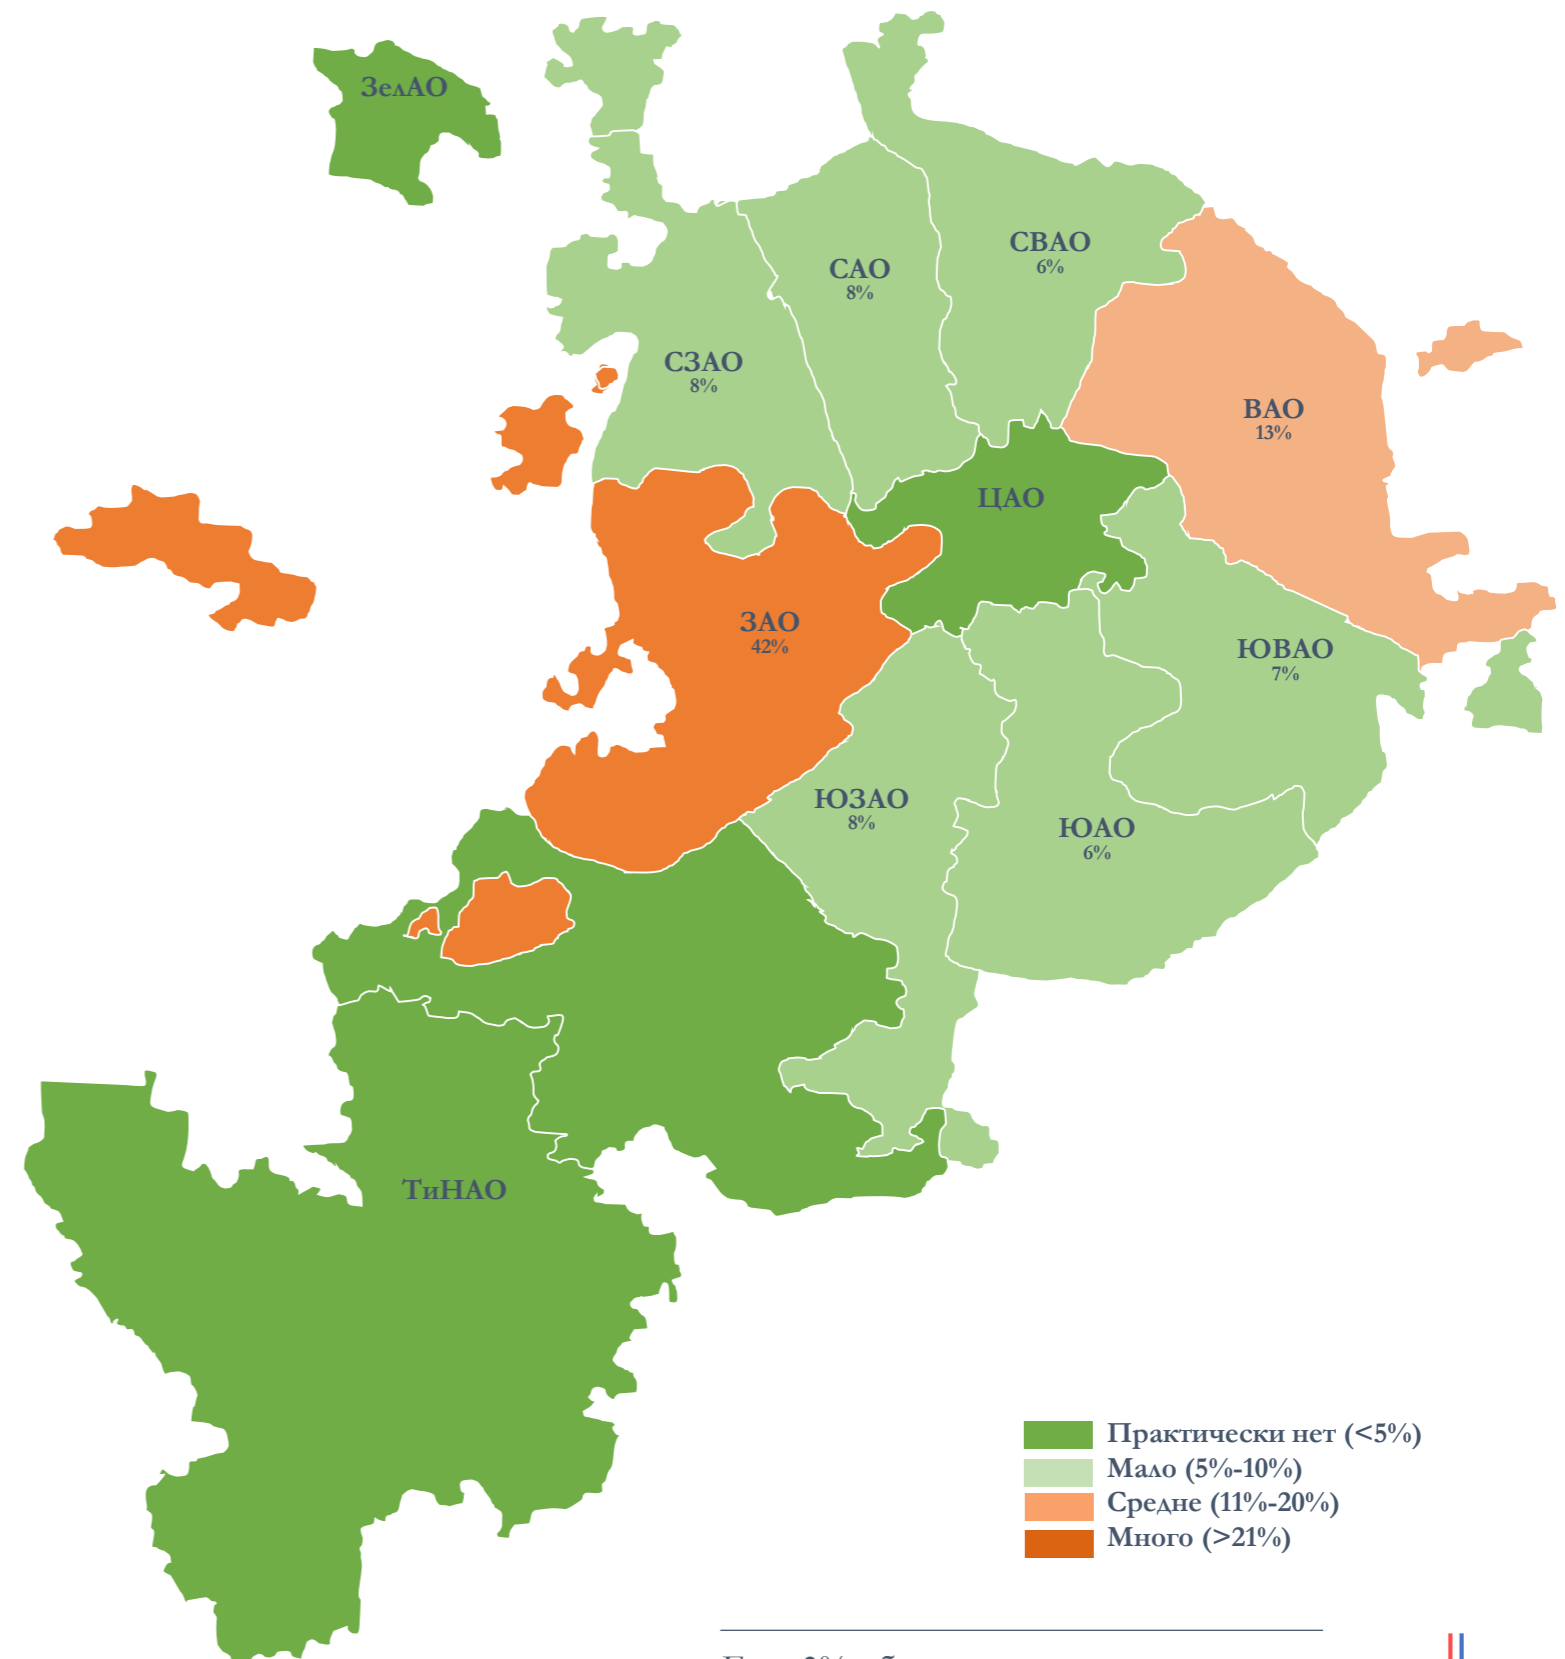 ЗелАО
СВАО
6%
САО
8%
СЗАО
8%
ВАО
13%
ЦАО
ЗАО
42%
ЮВАО
7%
ЮЗАО
8%
ЮАО
6%
ТиНАО
Практически нет (<5%)
Мало (5%-10%)
Средне (11%-20%)
Много (>21%)